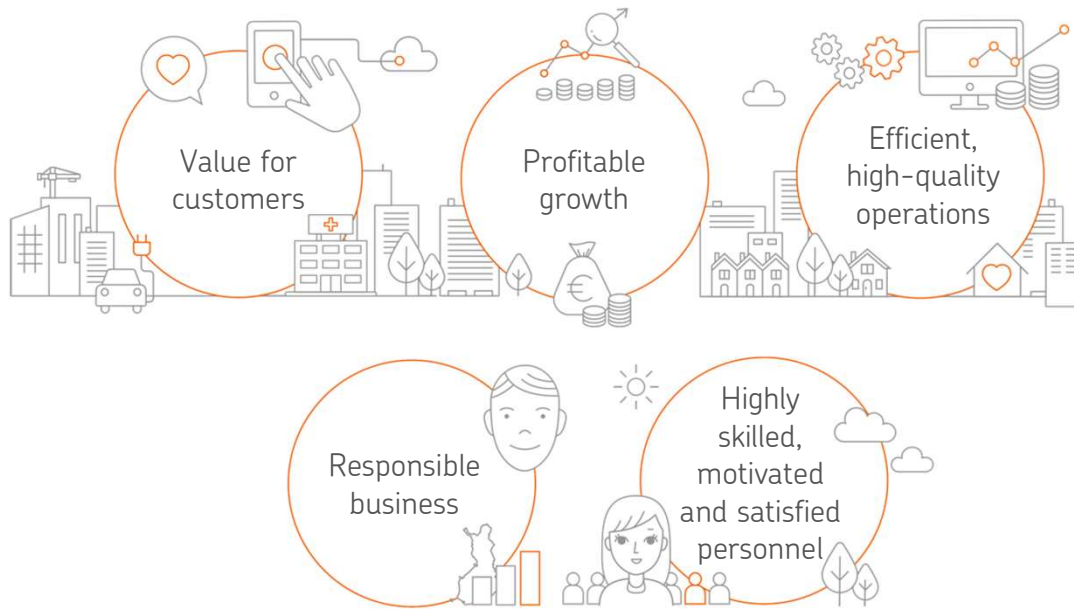 Value for
customers
Profitable
growth
Efficient,
high-quality
operations
Responsible
business
Highly
skilled,
motivated
and satisfied
personnel